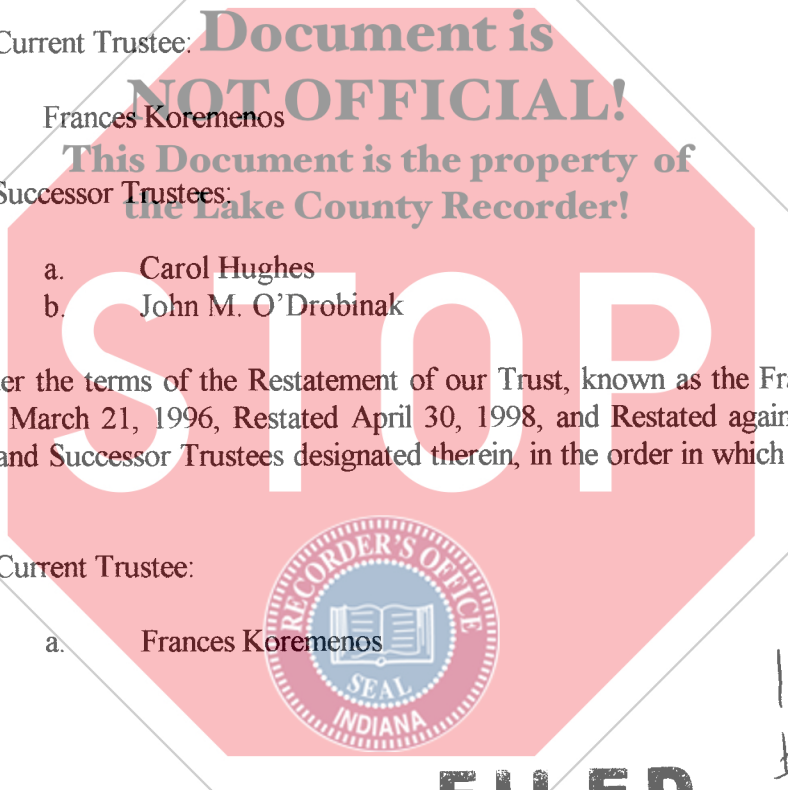 Current Trustee:
Document is
NOT OFFICIAL!
Frances Koremenos
This Document is the property of
Successor Trustees:
the Lake County Recorder!
a. Carol Hughes
b. John M. O'Drobinak
STOP
er the terms of the Restatement of our Trust, known as the Fra
March 21, 1996, Restated April 30, 1998, and Restated again
and Successor Trustees designated therein, in the order in which
Current Trustee:
RECORDER'S OFFICE
a. Frances Koremenos
SEAL
INDIANA
FILED